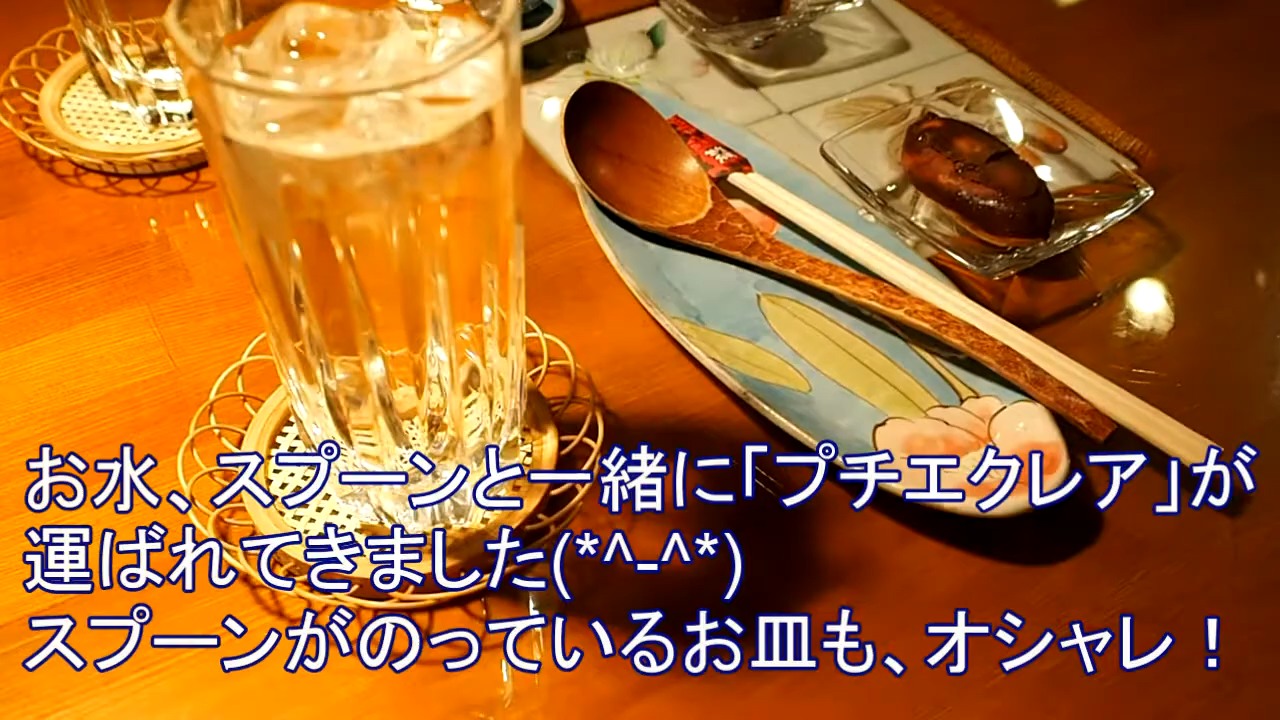 お水、スプーンと一緒に「プチエクレア」が
運ばれてきました(*^-^*)
スプーンがのっているお皿も、オシャレ！